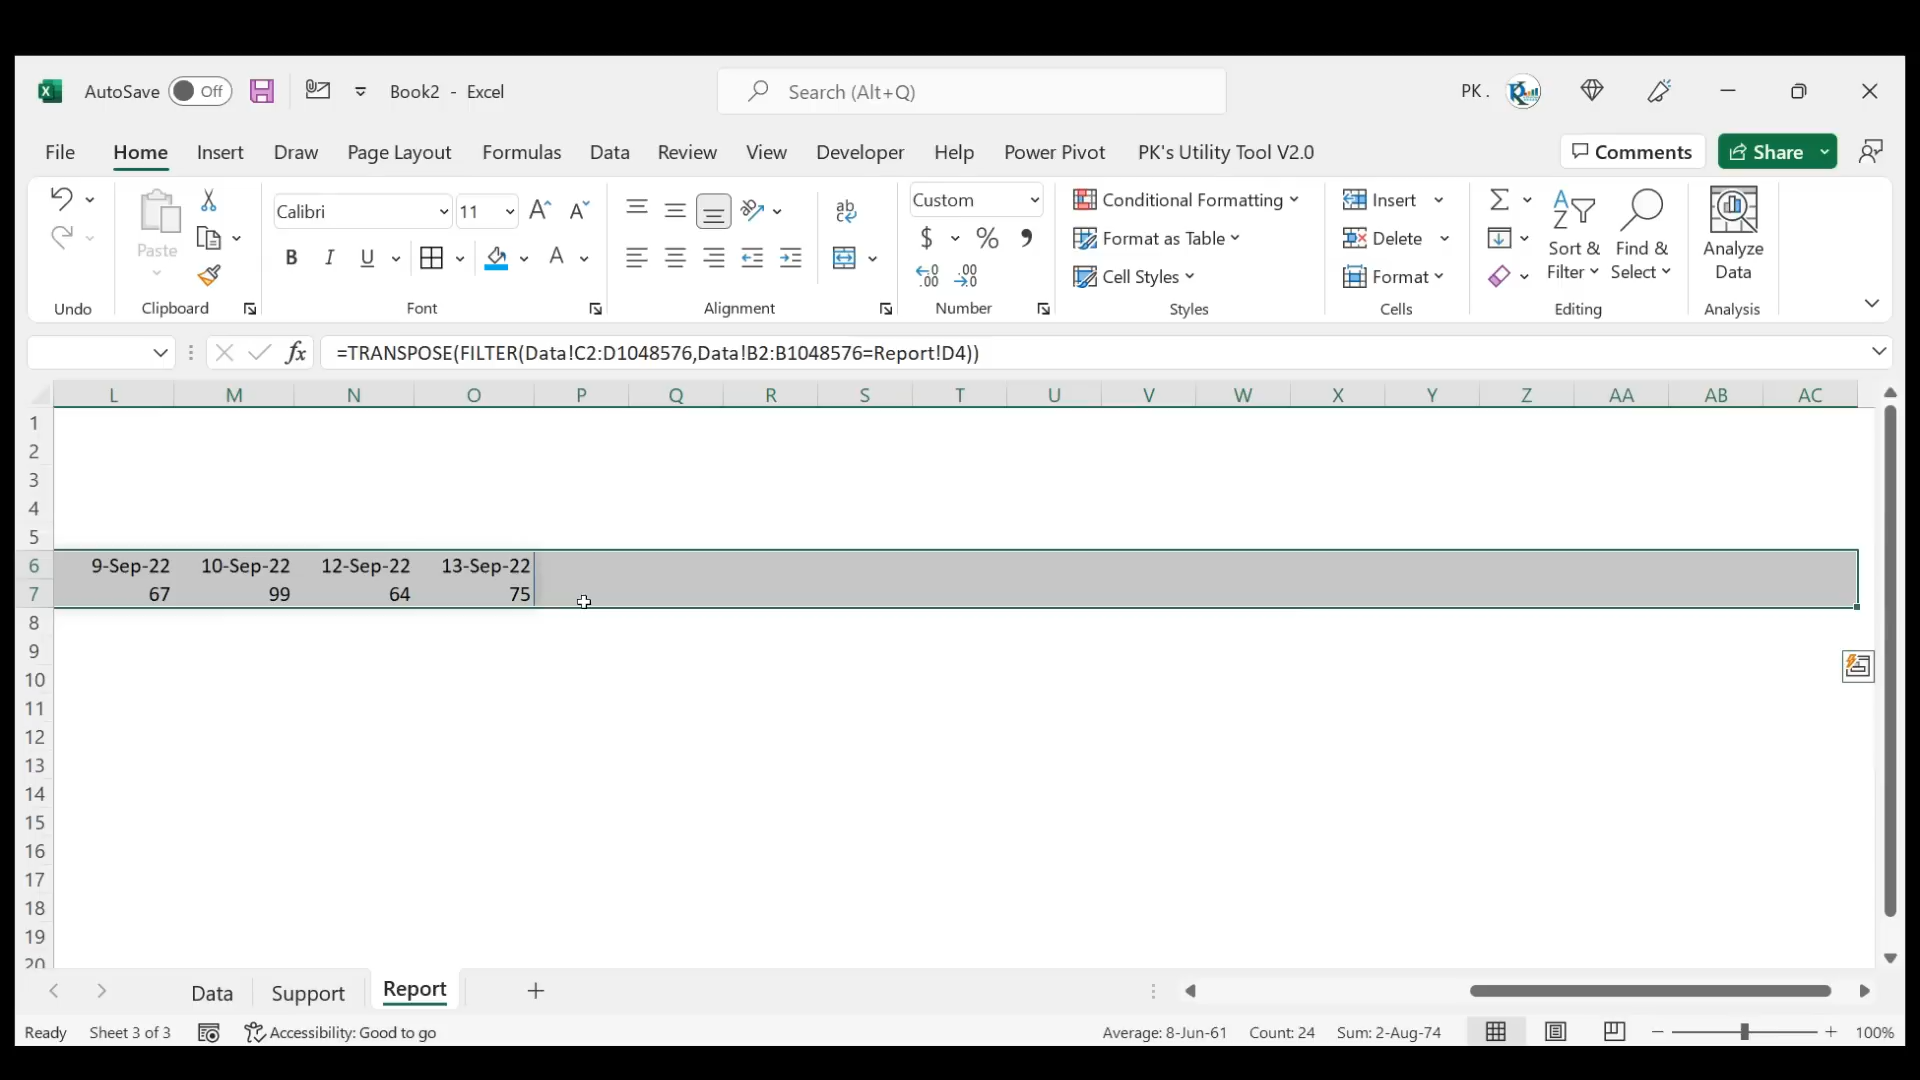 AutoSave Off Book2 - Excel Search (Alt+Q) PK .
File Home Insert Draw Page Layout Formulas Data Review View Developer Help Power Pivot PK's Utility Tool V2.0 Comments Share
Calibri 11 Custom Conditional Formatting Insert
Paste B I U $ % Format as Table Delete Sort & Find & Analyze
Cell Styles Format Filter Select Data
Undo Clipboard Font Alignment Number Styles Cells Editing Analysis
fx =TRANSPOSE(FILTER(Data!C2:D1048576,Data!B2:B1048576=Report!D4))
L M N O P Q R S T U V W X Y Z AA AB AC
1
2
3
4
5
6 9-Sep-22 10-Sep-22 12-Sep-22 13-Sep-22
7 67 99 64 75
8
9
10
11
12
13
14
15
16
17
18
19
20
Data Support Report
Ready Sheet 3 of 3 Accessibility: Good to go Average: 8-Jun-61 Count: 24 Sum: 2-Aug-74 100%